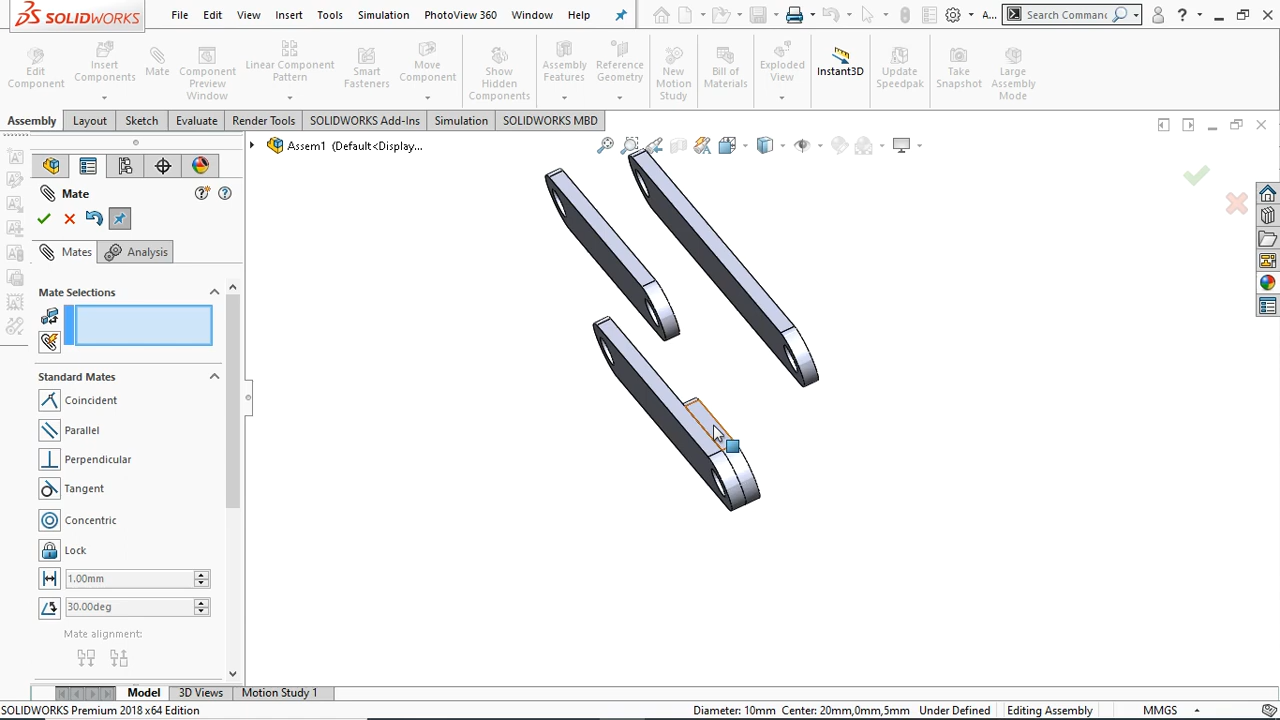 SOLIDWORKS
File Edit View Insert Tools Simulation PhotoView 360 Window Help
A...
Search Commanc
?
Edit Component
Insert Components
Mate
Component Preview Window
Linear Component Pattern
Smart Fasteners
Move Component
Show Hidden Components
Assembly Features
Reference Geometry
New Motion Study
Bill of Materials
Exploded View
Instant3D
Update Speedpak
Take Snapshot
Large Assembly Mode
Assembly Layout Sketch Evaluate Render Tools SOLIDWORKS Add-Ins Simulation SOLIDWORKS MBD
Assem1 (Default<Display...
Mate
Mates Analysis
Mate Selections
Standard Mates
Coincident
Parallel
Perpendicular
Tangent
Concentric
Lock
1.00mm
30.00deg
Mate alignment:
Model 3D Views Motion Study 1
SOLIDWORKS Premium 2018 x64 Edition
Diameter: 10mm Center: 20mm,0mm,5mm Under Defined Editing Assembly MMGS